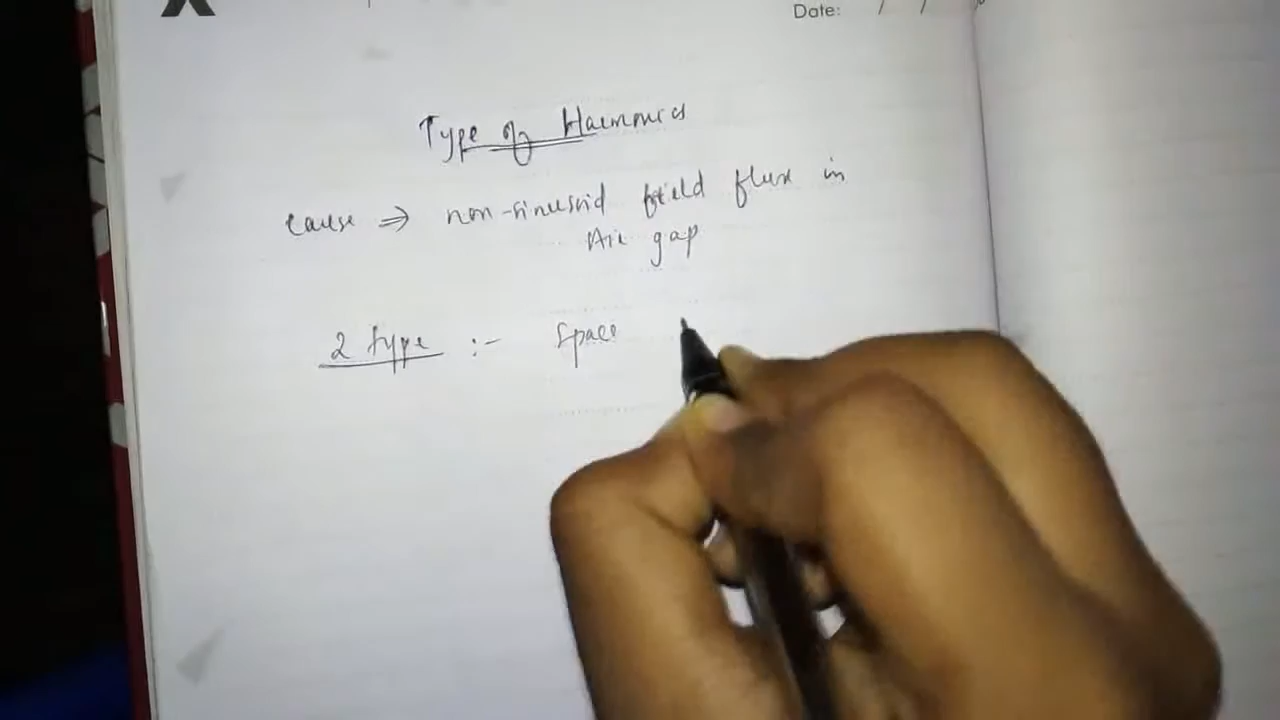 Date: / /
Type of Harmonics
cause ⇒ non-sinusoid field flux in
Air gap
2 type :- Space